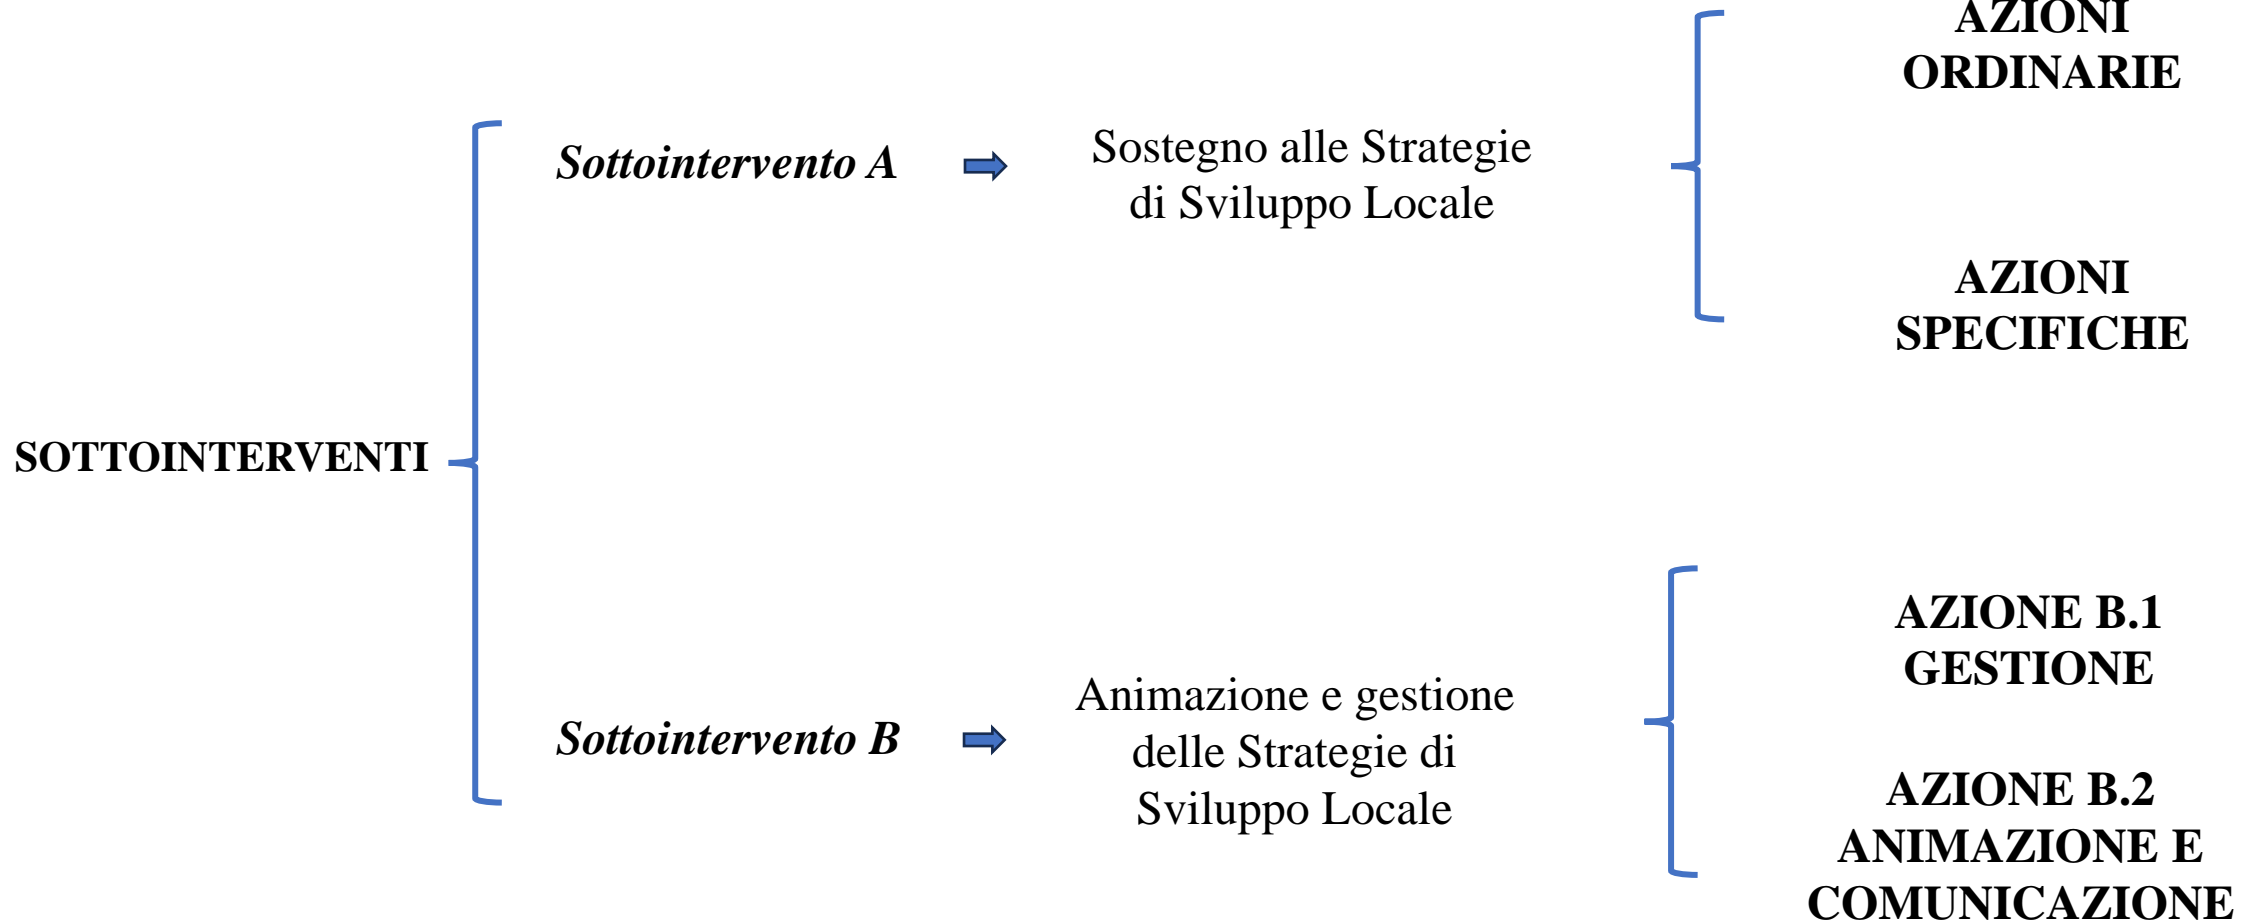 SOTTOINTERVENTI
Sottointervento A
Sostegno alle Strategie
di Sviluppo Locale
AZIONI
ORDINARIE
AZIONI
SPECIFICHE
Sottointervento B
Animazione e gestione
delle Strategie di
Sviluppo Locale
AZIONE B.1
GESTIONE
AZIONE B.2
ANIMAZIONE E
COMUNICAZIONE